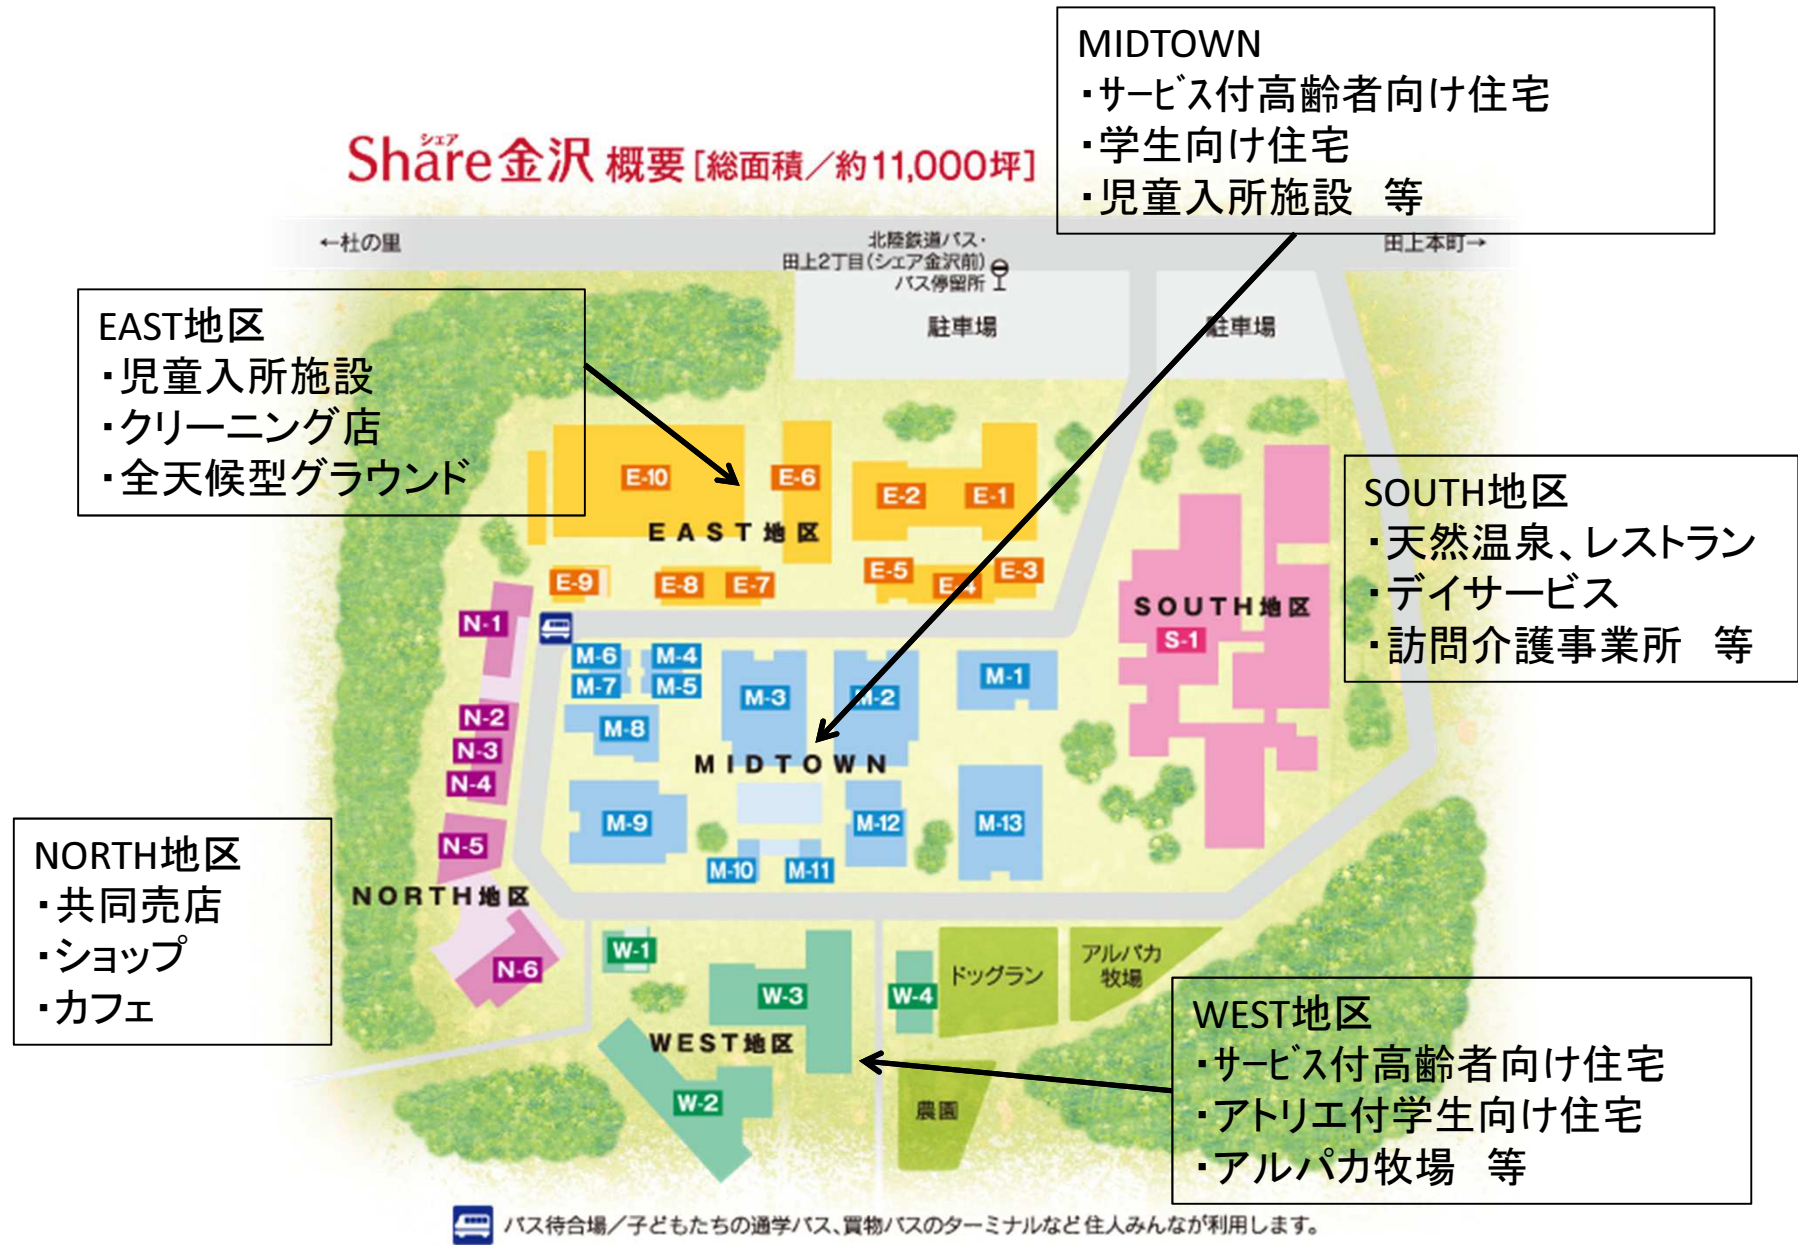 MIDTOWN
・サービス付高齢者向け住宅
・学生向け住宅
・児童入所施設　等
シェア
Share金沢 概要[総面積／約11,000坪]
←杜の里
北陸鉄道バス・
田上2丁目(シェア金沢前)
バス停留所
田上本町→
駐車場
駐車場
EAST地区
・児童入所施設
・クリーニング店
・全天候型グラウンド
E-10
E-6
E-2
E-1
EAST地区
E-9
E-8
E-7
E-5
E-4
E-3
SOUTH地区
・天然温泉、レストラン
・デイサービス
・訪問介護事業所　等
SOUTH地区
S-1
N-1
N-2
N-3
N-4
N-5
NORTH地区
N-6
M-6
M-4
M-7
M-5
M-3
M-2
M-1
M-8
MIDTOWN
M-9
M-12
M-13
M-10
M-11
NORTH地区
・共同売店
・ショップ
・カフェ
W-1
W-3
W-4
WEST地区
W-2
ドッグラン
アルパカ
牧場
農園
WEST地区
・サービス付高齢者向け住宅
・アトリエ付学生向け住宅
・アルパカ牧場　等
バス待合場／子どもたちの通学バス、買物バスのターミナルなど住人みんなが利用します。